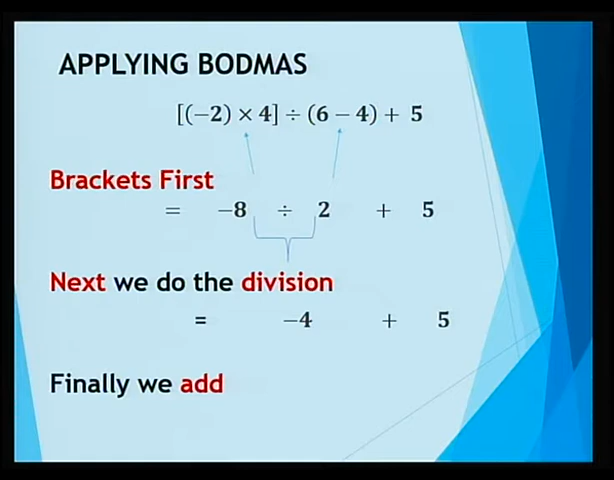 APPLYING BODMAS
[(−2) × 4] ÷ (6 − 4) + 5
Brackets First
= −8 ÷ 2 + 5
Next we do the division
= −4 + 5
Finally we add